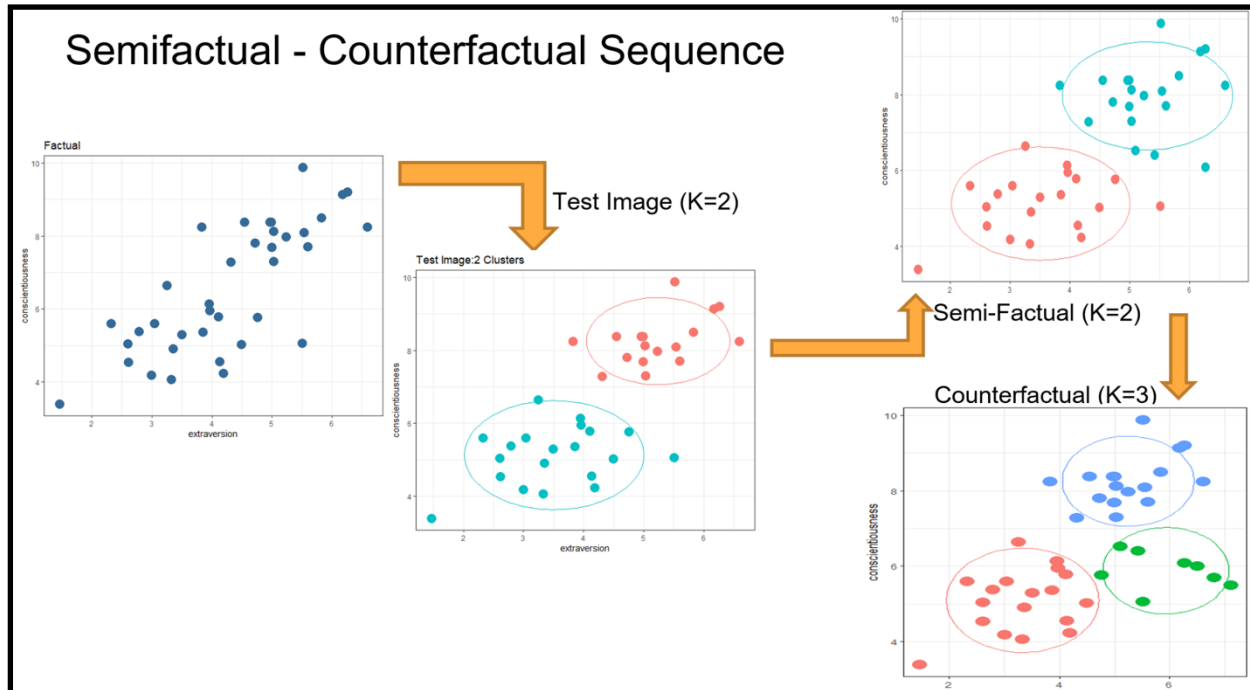 Semifactual - Counterfactual Sequence
Factual
conscientiousness
10
8
6
4
2
3
4
5
6
extraversion
Test Image (K=2)
Test Image:2 Clusters
conscientiousness
10
8
6
4
2
3
4
5
6
extraversion
conscientiousness
10
8
6
4
2
3
4
5
6
Semi-Factual (K=2)
Counterfactual (K=3)
conscientiousness
10
8
6
4
2
4
6